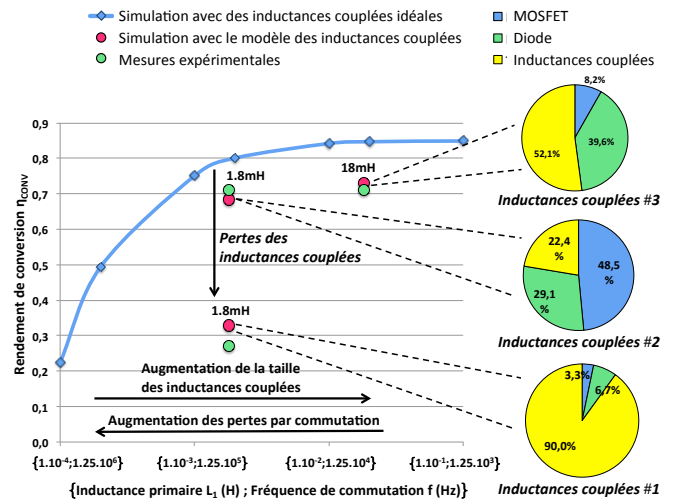 Simulation avec des inductances couplées idéales
Simulation avec le modèle des inductances couplées
Mesures expérimentales
MOSFET
Diode
Inductances couplées
Rendement de conversion ηCONV
0,9
0,8
0,7
0,6
0,5
0,4
0,3
0,2
0,1
0,0
1.8mH
18mH
Pertes des
inductances couplées
1.8mH
Augmentation de la taille
des inductances couplées
Augmentation des pertes par commutation
{1.10-4;1.25.10⁶}
{1.10-3;1.25.10⁵}
{1.10-2;1.25.10⁴}
{1.10-1;1.25.10³}
{Inductance primaire L₁ (H) ; Fréquence de commutation f (Hz)}
8,2%
39,6%
52,1%
Inductances couplées #3
22,4
%
48,5
%
29,1
%
Inductances couplées #2
3,3%
6,7%
90,0%
Inductances couplées #1